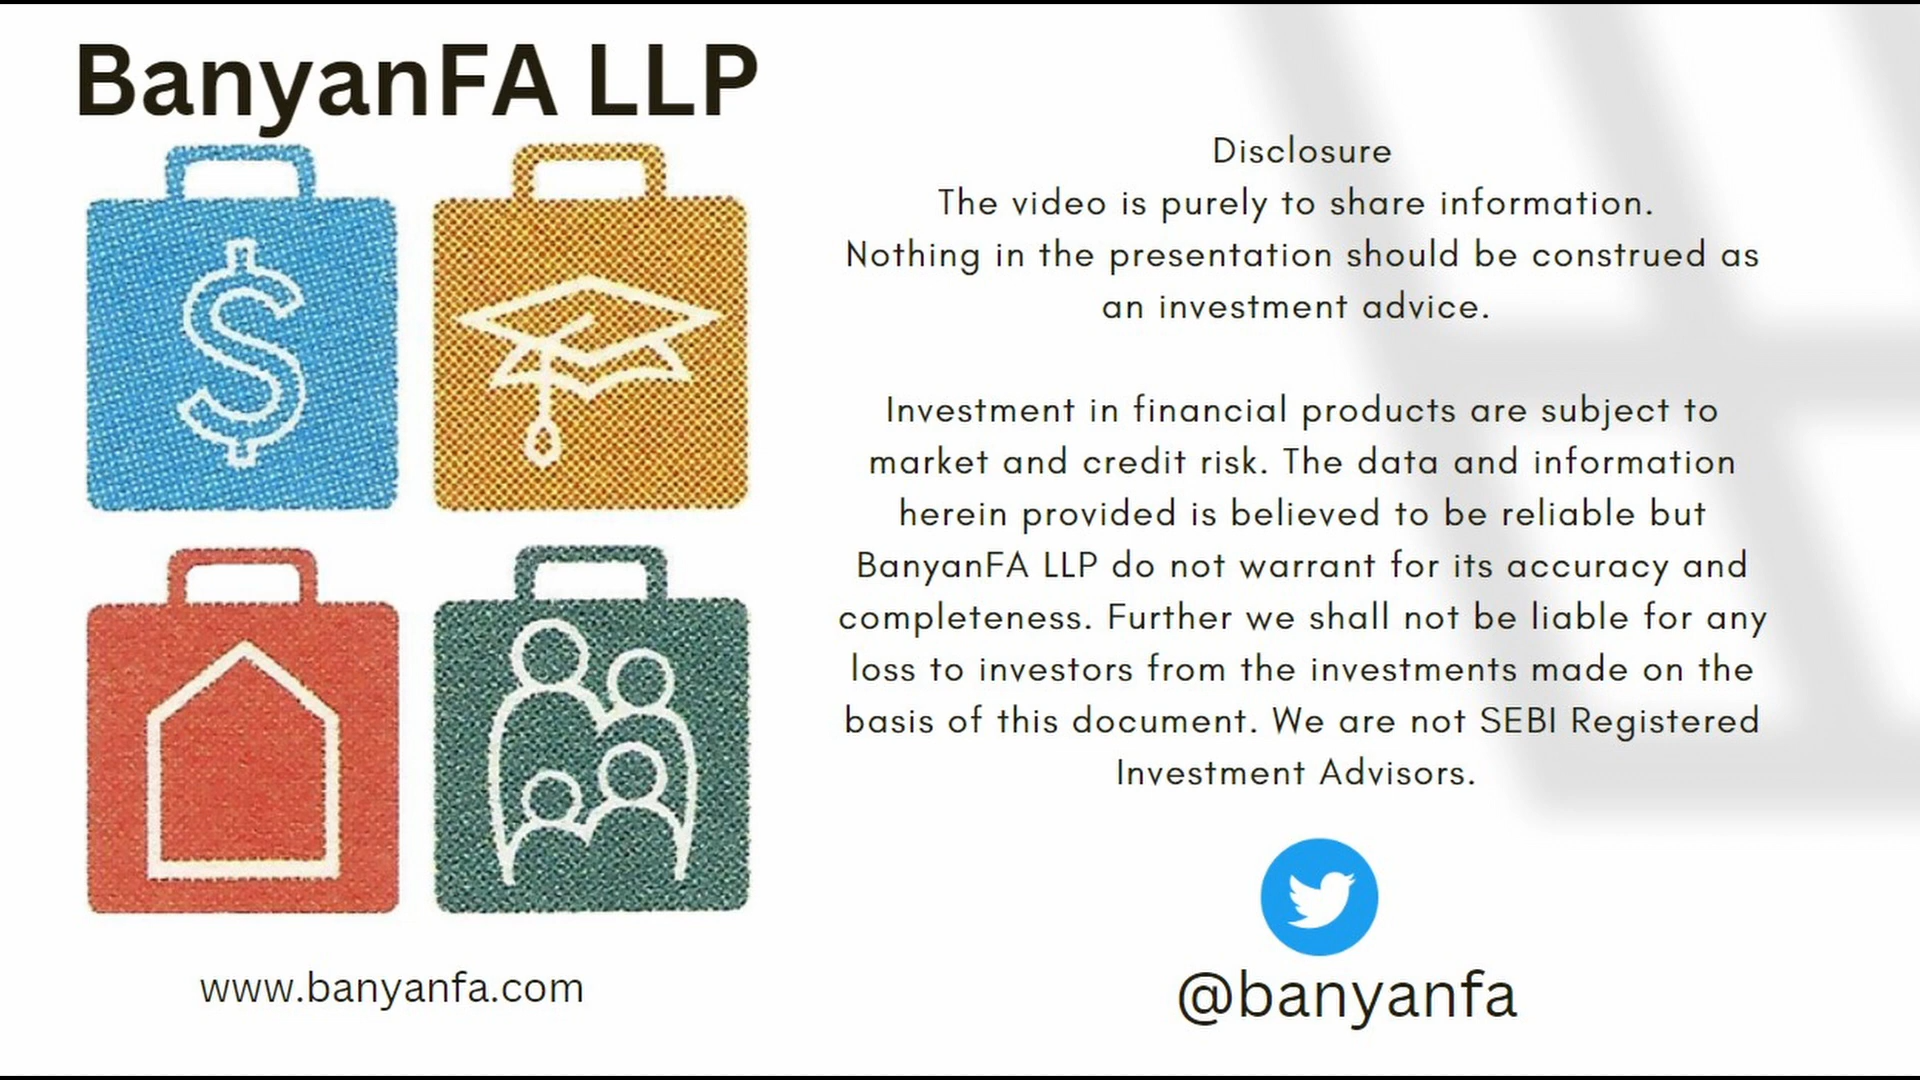 BanyanFA LLP
$
www.banyanfa.com
Disclosure
The video is purely to share information.
Nothing in the presentation should be construed as
an investment advice.
Investment in financial products are subject to
market and credit risk. The data and information
herein provided is believed to be reliable but
BanyanFA LLP do not warrant for its accuracy and
completeness. Further we shall not be liable for any
loss to investors from the investments made on the
basis of this document. We are not SEBI Registered
Investment Advisors.
@banyanfa